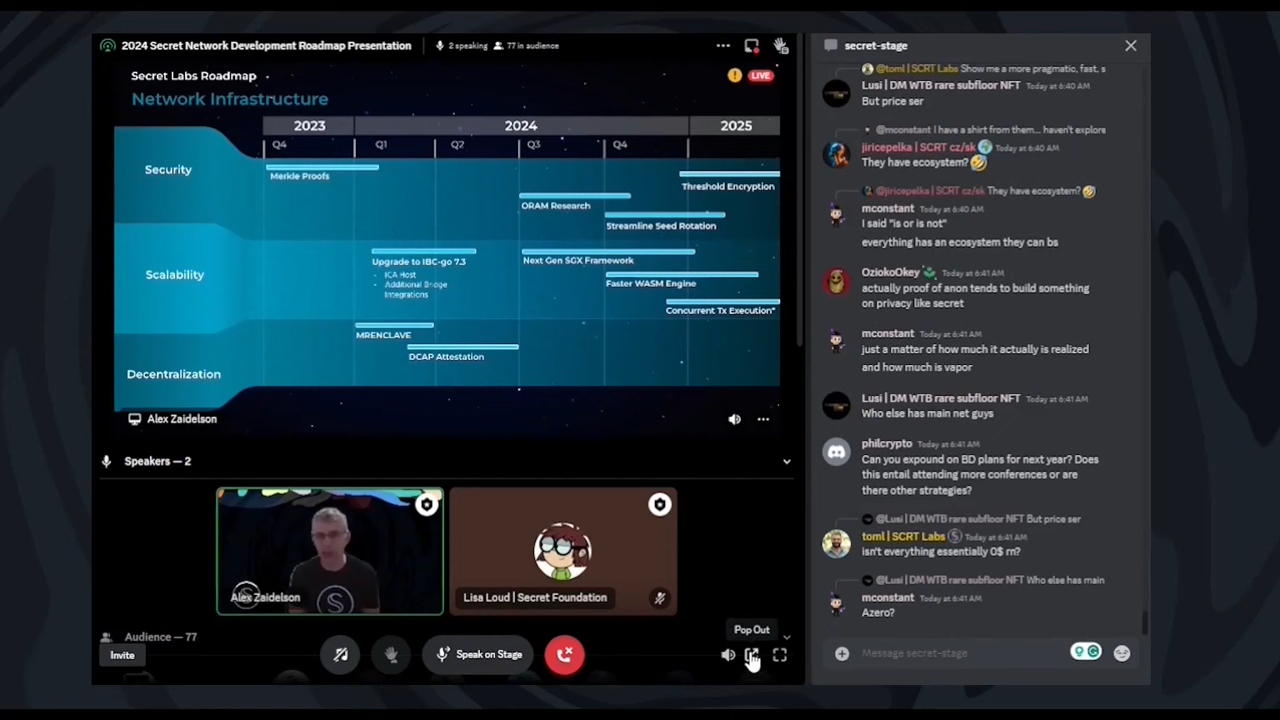 2024 Secret Network Development Roadmap Presentation
2 speaking
77 in audience
Secret Labs Roadmap
LIVE
Network Infrastructure
2023
2024
2025
Q4
Q1
Q2
Q3
Q4
Security
Merkle Proofs
Threshold Encryption
ORAM Research
Streamline Seed Rotation
Scalability
Upgrade to IBC-go 7.3
- ICA Host
- Additional Bridge
Integrations
Next Gen SGX Framework
Faster WASM Engine
Concurrent Tx Execution*
MRENCLAVE
DCAP Attestation
Decentralization
Alex Zaidelson
Speakers — 2
Alex Zaidelson
Lisa Loud | Secret Foundation
Audience — 77
Pop Out
Invite
Speak on Stage
secret-stage
@toml | SCRT Labs Show me a more pragmatic, fast, s
Lusi | DM WTB rare subfloor NFT Today at 6:40 AM
But price ser
@mconstant I have a shirt from them... haven't explore
jiricepelka | SCRT cz/sk Today at 6:40 AM
They have ecosystem?🤣
@jiricepelka | SCRT cz/sk They have ecosystem?🤣
mconstant Today at 6:40 AM
I said "is or is not"
everything has an ecosystem they can bs
OziokoOkey Today at 6:41 AM
actually proof of anon tends to build something
on privacy like secret
mconstant Today at 6:41 AM
just a matter of how much it actually is realized
and how much is vapor
Lusi | DM WTB rare subfloor NFT Today at 6:41 AM
Who else has main net guys
philcrypto Today at 6:41 AM
Can you expound on BD plans for next year? Does
this entail attending more conferences or are
there other strategies?
@Lusi | DM WTB rare subfloor NFT But price ser
toml | SCRT Labs Today at 6:41 AM
isn't everything essentially 0$ rn?
@Lusi | DM WTB rare subfloor NFT Who else has main
mconstant Today at 6:41 AM
Azero?
Message secret-stage